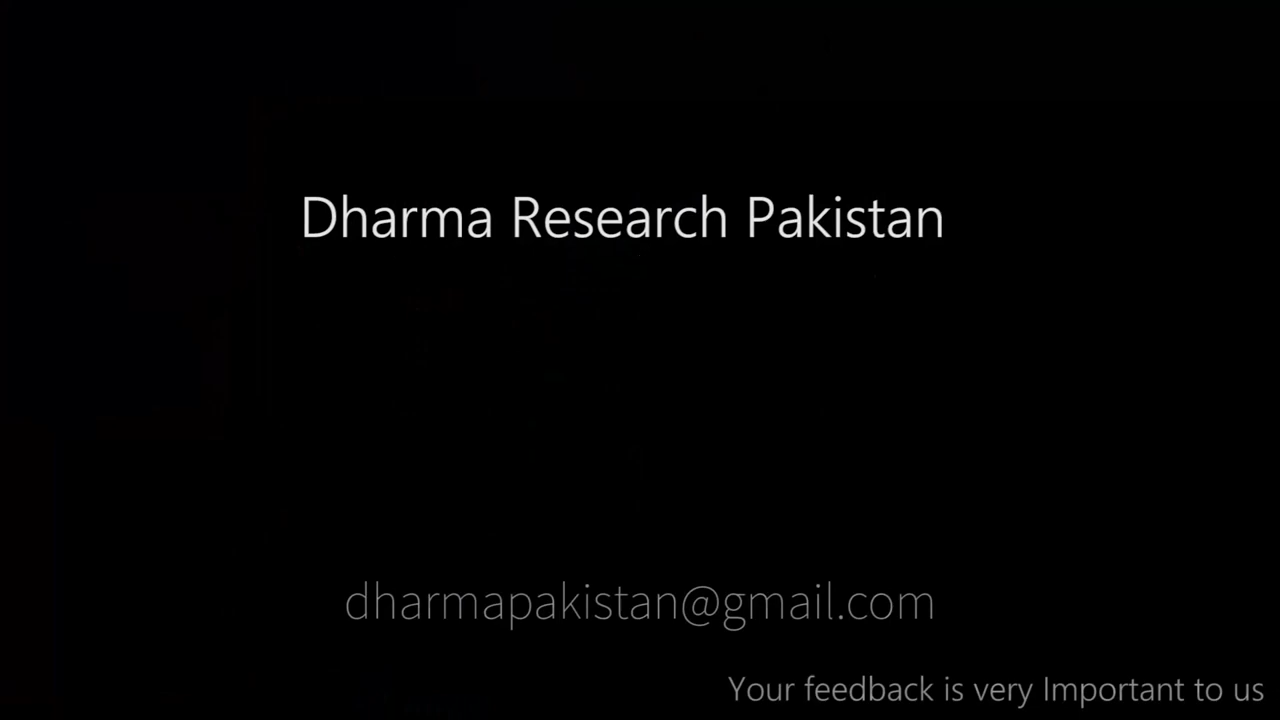 Dharma Research Pakistan
dharmapakistan@gmail.com
Your feedback is very Important to us